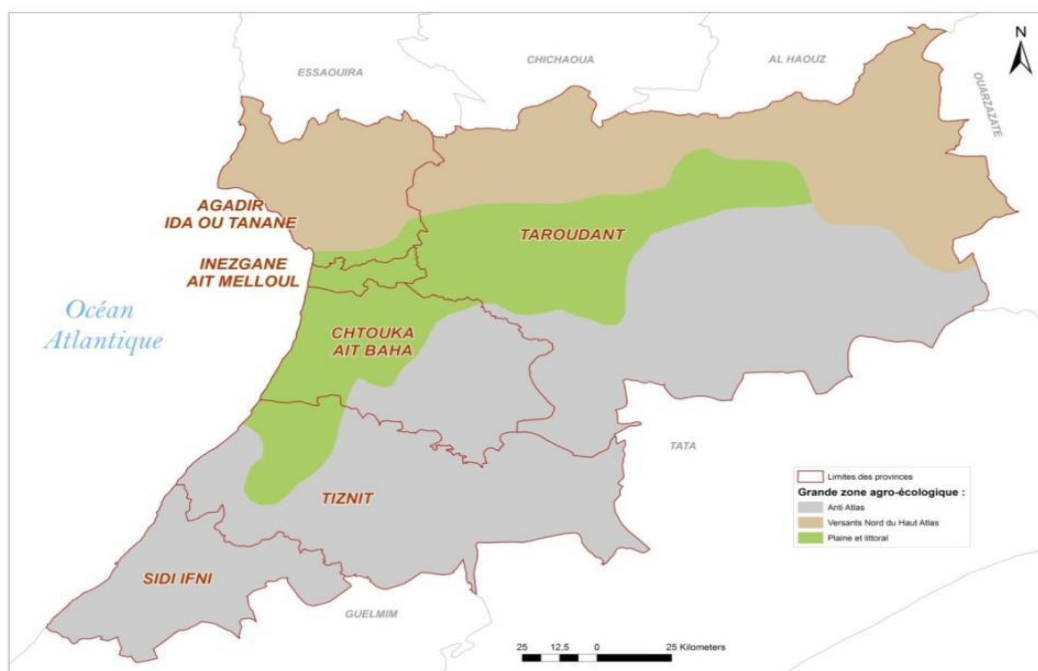 N
ESSAOUIRA
CHICHAOUA
AL HAOUZ
OUARZAZATE
AGADIR
IDA OU TANANE
TAROUDANT
INEZGANE
AIT MELLOUL
Océan
Atlantique
CHTOUKA
AIT BAHA
TATA
TIZNIT
SIDI IFNI
GUELMIM
Limites des provinces
Grande zone agro-écologique :
Anti Atlas
Versants Nord du Haut Atlas
Plaine et littoral
25 12,5 0 25 Kilometers